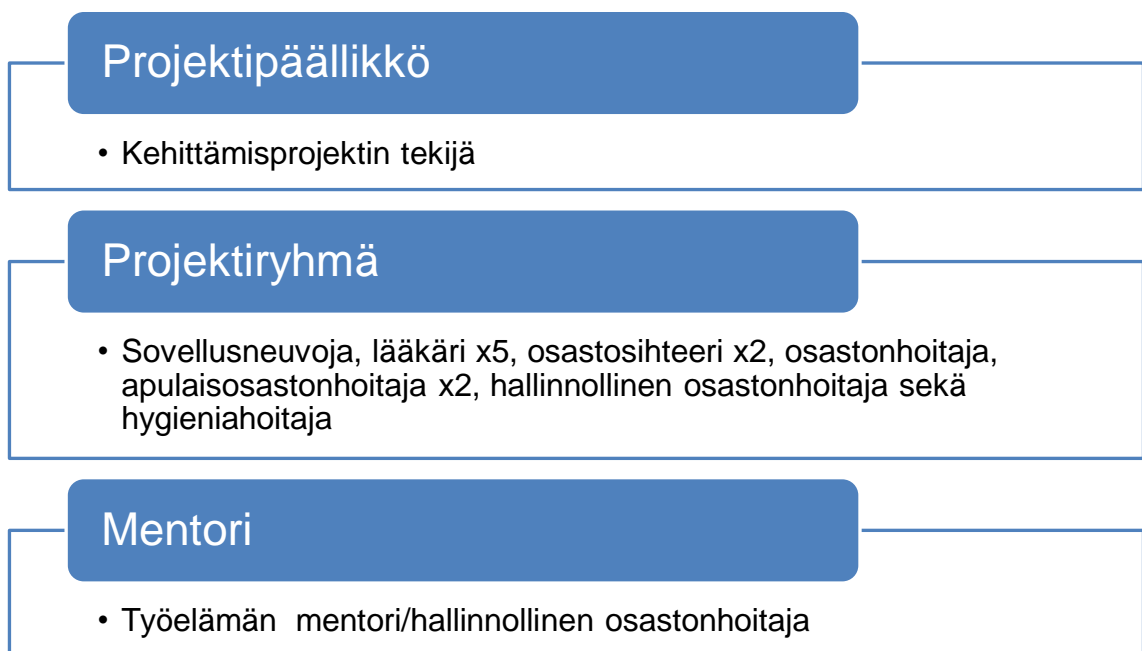 Projektipäällikkö
• Kehittämisprojektin tekijä
Projektiryhmä
• Sovellusneuvoja, lääkäri x5, osastosihteeri x2, osastonhoitaja,
apulaisosastonhoitaja x2, hallinnollinen osastonhoitaja sekä
hygieniahoitaja
Mentori
• Työelämän mentori/hallinnollinen osastonhoitaja